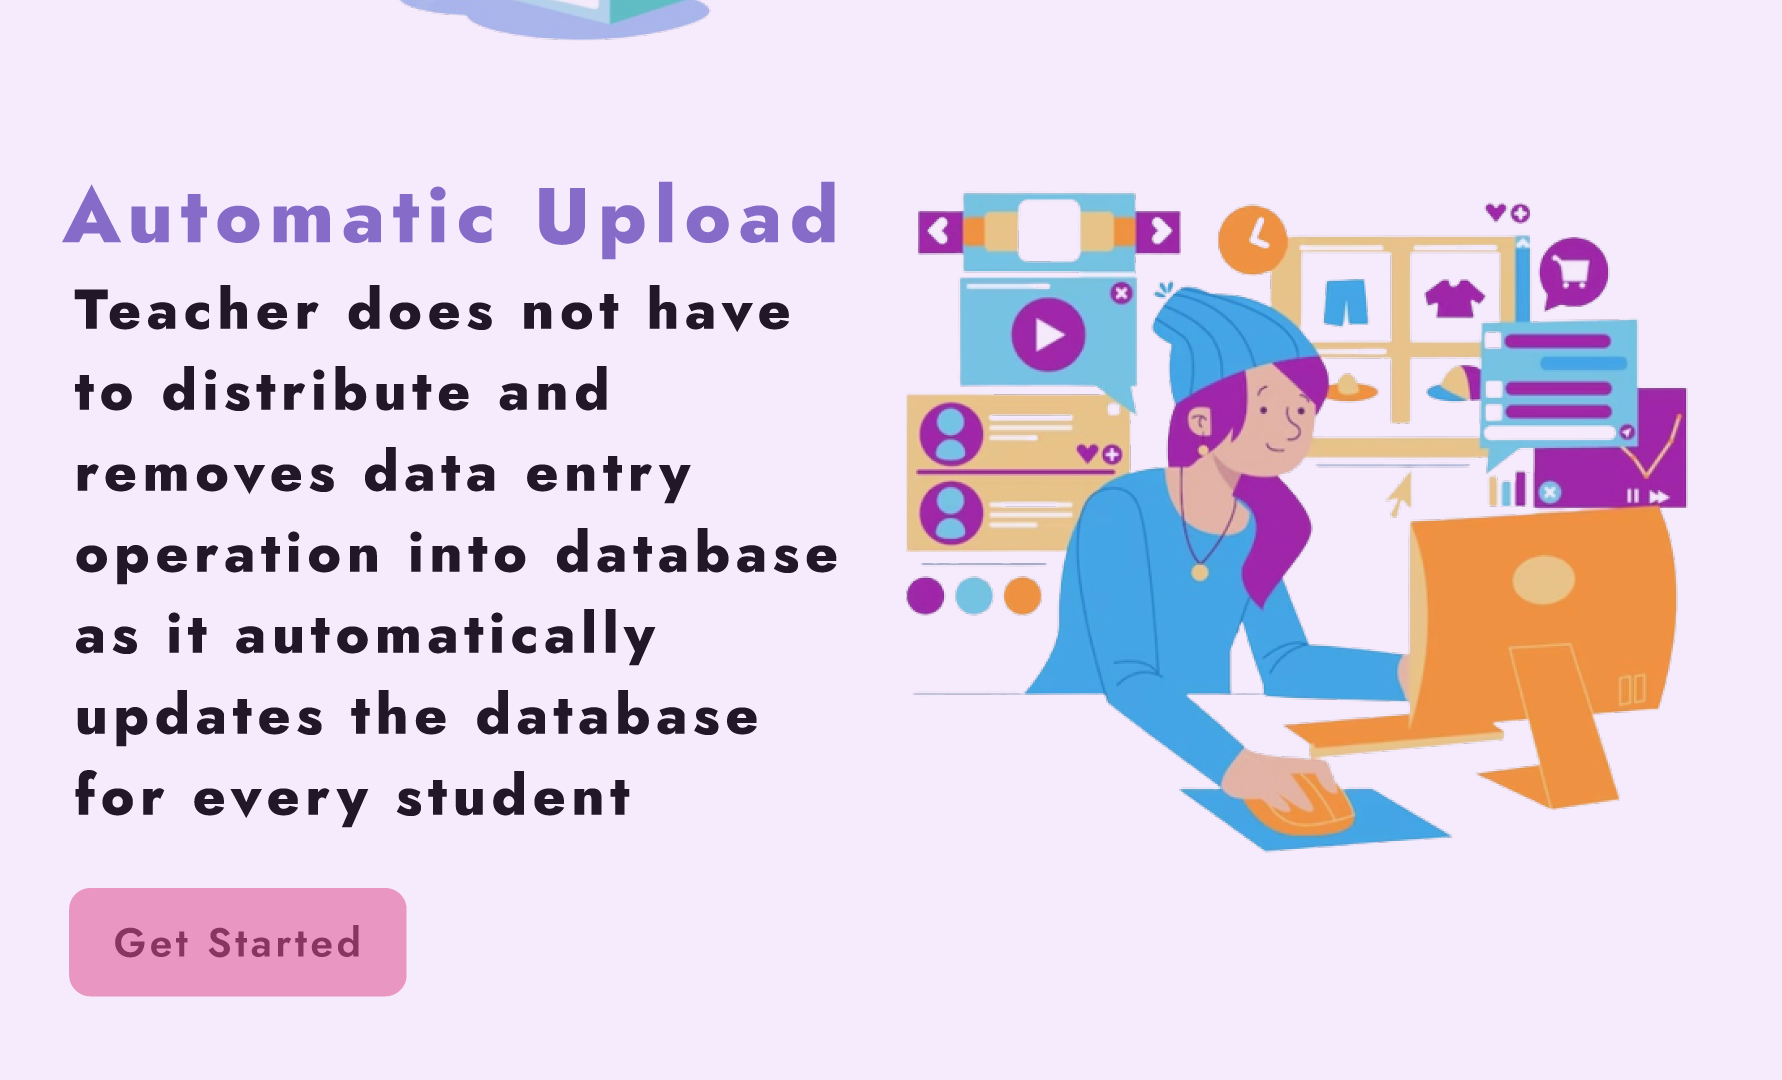 Automatic Upload
Teacher does not have
to distribute and
removes data entry
operation into database
as it automatically
updates the database
for every student
Get Started